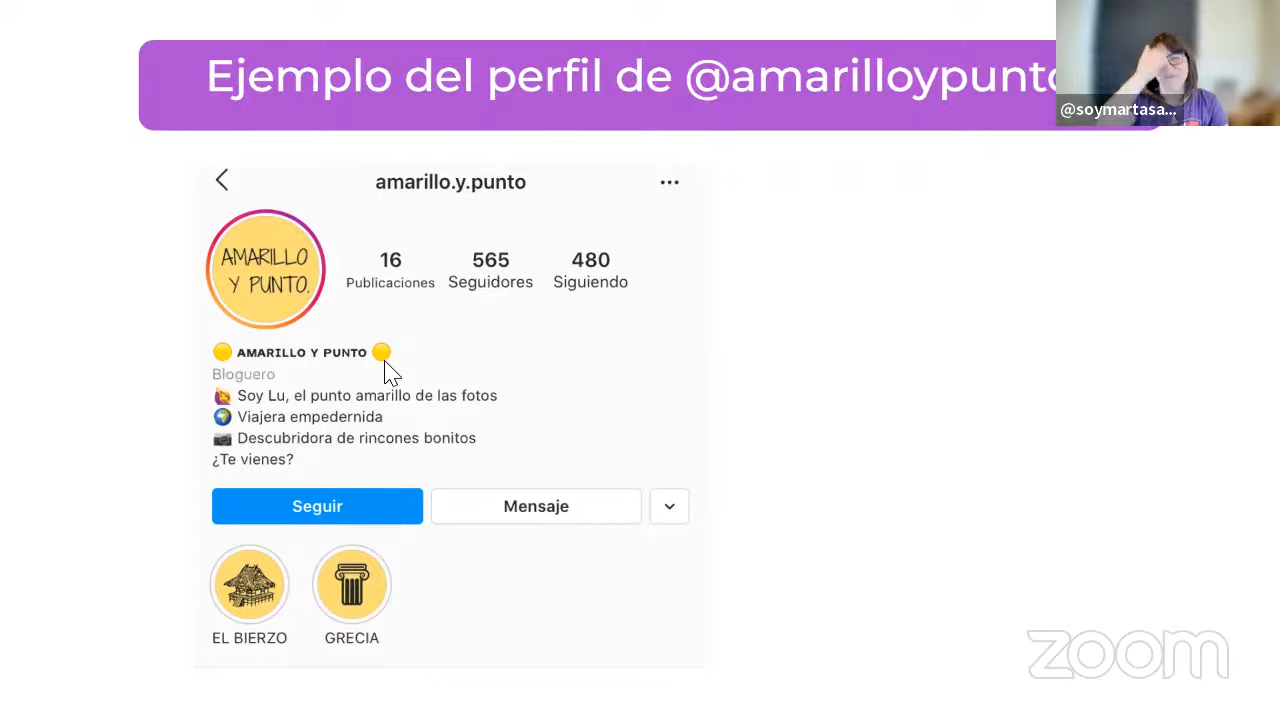 Ejemplo del perfil de @amarilloypunto
@soymartasa...
amarillo.y.punto
AMARILLO
Y PUNTO.
16
Publicaciones
565
Seguidores
480
Siguiendo
AMARILLO Y PUNTO
Bloguero
Soy Lu, el punto amarillo de las fotos
Viajera empedernida
Descubridora de rincones bonitos
¿Te vienes?
Seguir
Mensaje
EL BIERZO
GRECIA
zoom